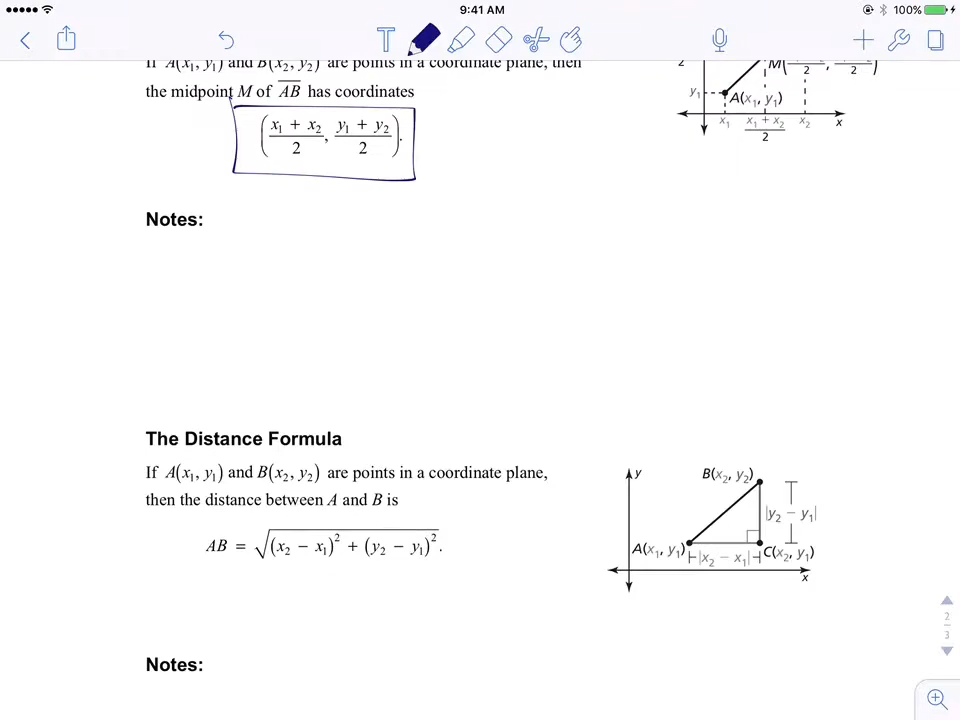 9:41 AM
100%
T
If A(x₁, y₁) and B(x₂, y₂) are points in a coordinate plane, then
the midpoint M of AB has coordinates
(x₁ + x₂ / 2, y₁ + y₂ / 2).
2
M( / 2, / 2)
y₁
A(x₁, y₁)
x₁ x₁ + x₂ / 2 x₂ x
Notes:
The Distance Formula
If A(x₁, y₁) and B(x₂, y₂) are points in a coordinate plane,
then the distance between A and B is
AB = √(x₂ − x₁)² + (y₂ − y₁)².
y
B(x₂, y₂)
|y₂ − y₁|
A(x₁, y₁)
|x₂ − x₁|
C(x₂, y₁)
x
2
3
Notes: